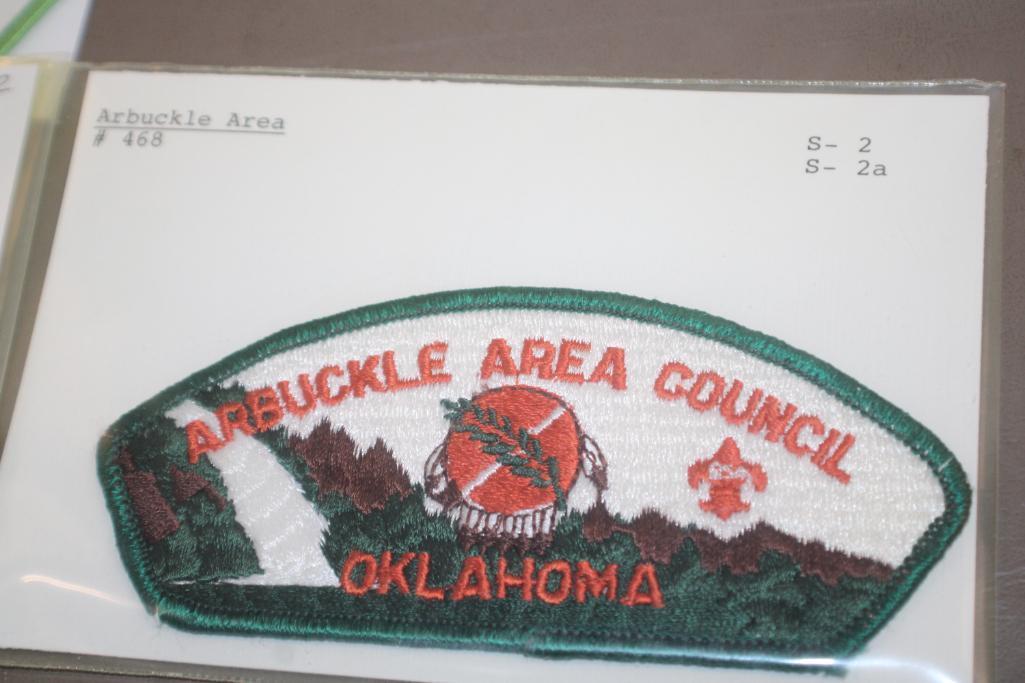 Arbuckle Area
# 468
S- 2
S- 2a
ARBUCKLE AREA COUNCIL
OKLAHOMA